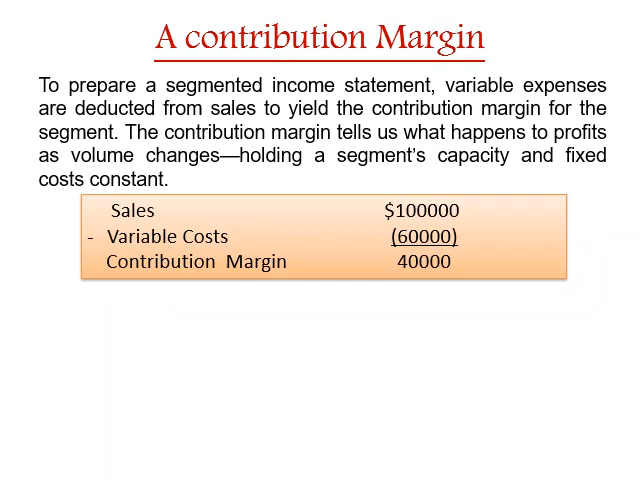 A contribution Margin
To prepare a segmented income statement, variable expenses
are deducted from sales to yield the contribution margin for the
segment. The contribution margin tells us what happens to profits
as volume changes—holding a segment's capacity and fixed
costs constant.
Sales $100000
- Variable Costs (60000)
Contribution Margin 40000